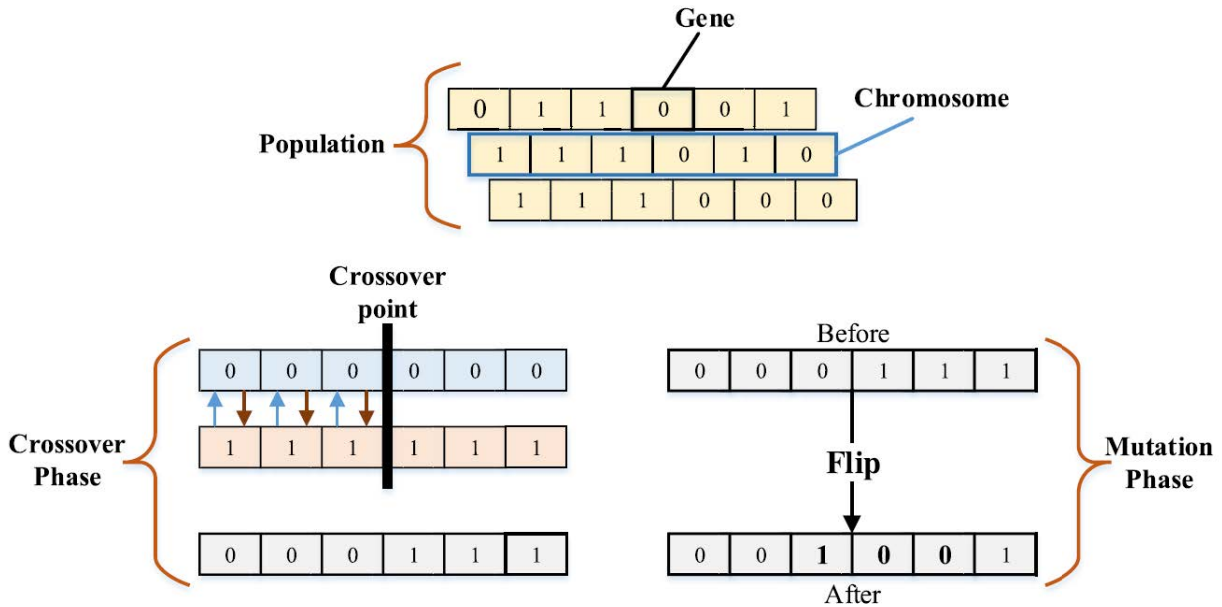 Gene
0 1 1 0 0 1
Chromosome
Population
1 1 1 0 1 0
1 1 1 0 0 0
Crossover
point
0 0 0 0 0 0
1 1 1 1 1 1
Crossover
Phase
0 0 0 1 1 1
Before
0 0 0 1 1 1
Flip
Mutation
Phase
0 0 1 0 0 1
After